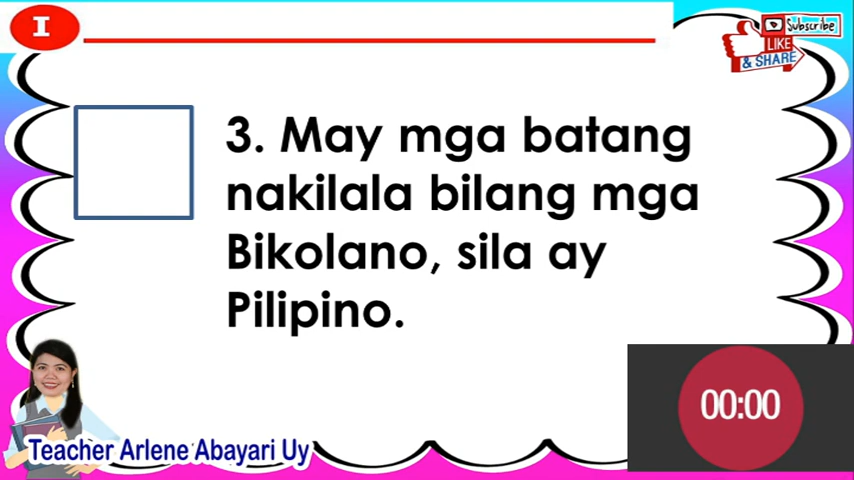 I
Subscribe
LIKE
& SHARE
3. May mga batang
nakilala bilang mga
Bikolano, sila ay
Pilipino.
00:00
Teacher Arlene Abayari Uy